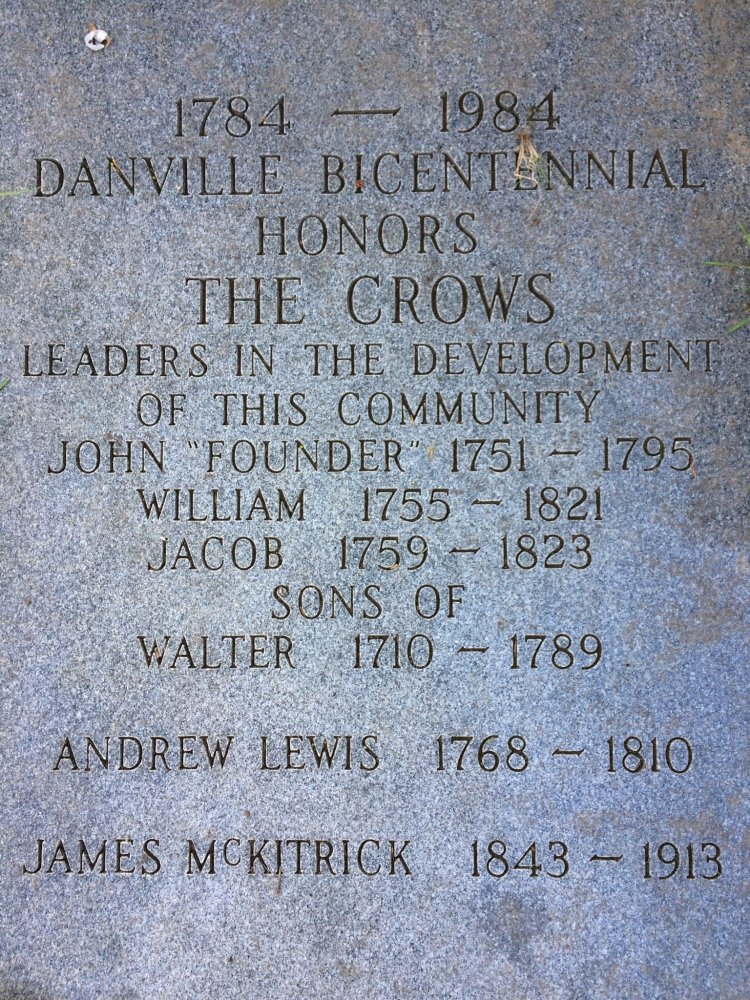 1784 — 1984
DANVILLE BICENTENNIAL
HONORS
THE CROWS
LEADERS IN THE DEVELOPMENT
OF THIS COMMUNITY
JOHN "FOUNDER" 1751 – 1795
WILLIAM 1755 – 1821
JACOB 1759 – 1823
SONS OF
WALTER 1710 – 1789
ANDREW LEWIS 1768 – 1810
JAMES MCKITRICK 1843 – 1913